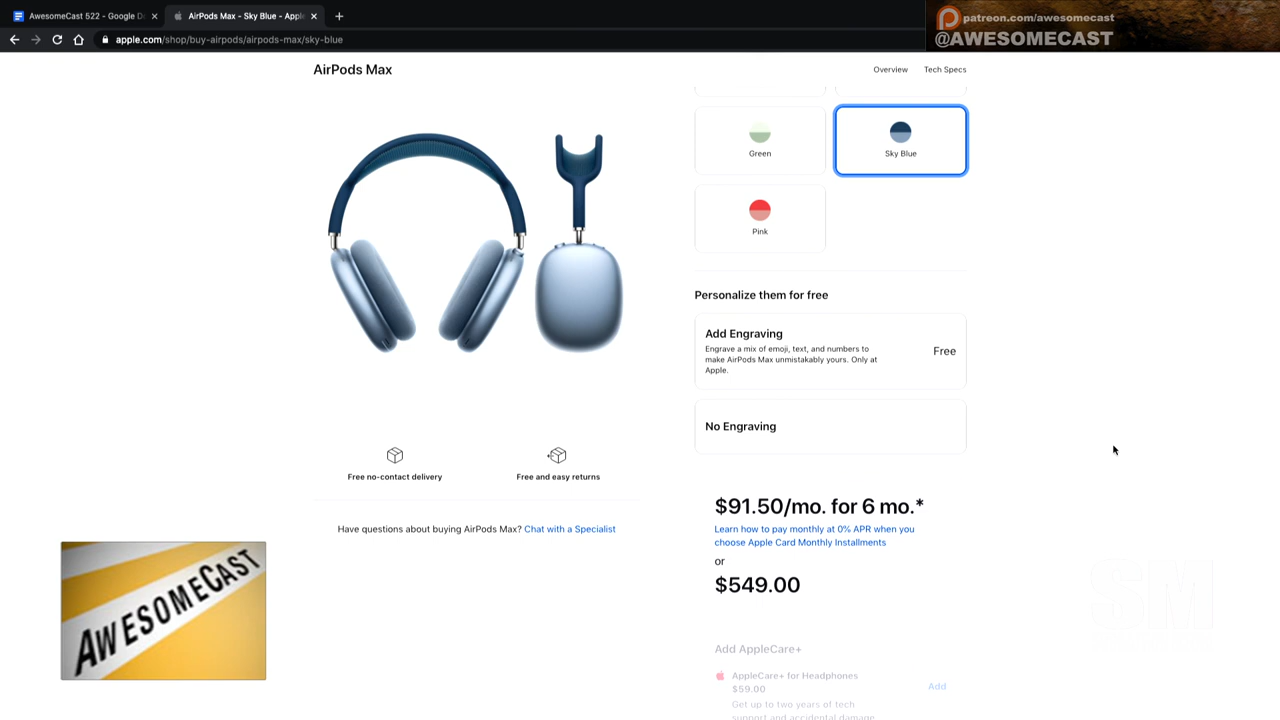 AwesomeCast 522 - Google D
AirPods Max - Sky Blue - Apple
apple.com/shop/buy-airpods/airpods-max/sky-blue
patreon.com/awesomecast
@AWESOMECAST
AirPods Max
Overview
Tech Specs
Green
Sky Blue
Pink
Personalize them for free
Add Engraving
Engrave a mix of emoji, text, and numbers to
make AirPods Max unmistakably yours. Only at
Apple.
Free
No Engraving
Free no-contact delivery
Free and easy returns
Have questions about buying AirPods Max? Chat with a Specialist
$91.50/mo. for 6 mo.*
Learn how to pay monthly at 0% APR when you
choose Apple Card Monthly Installments
or
$549.00
Add AppleCare+
AppleCare+ for Headphones
$59.00
Add
Get up to two years of tech
support and accidental damage
AWESOMECAST
SM